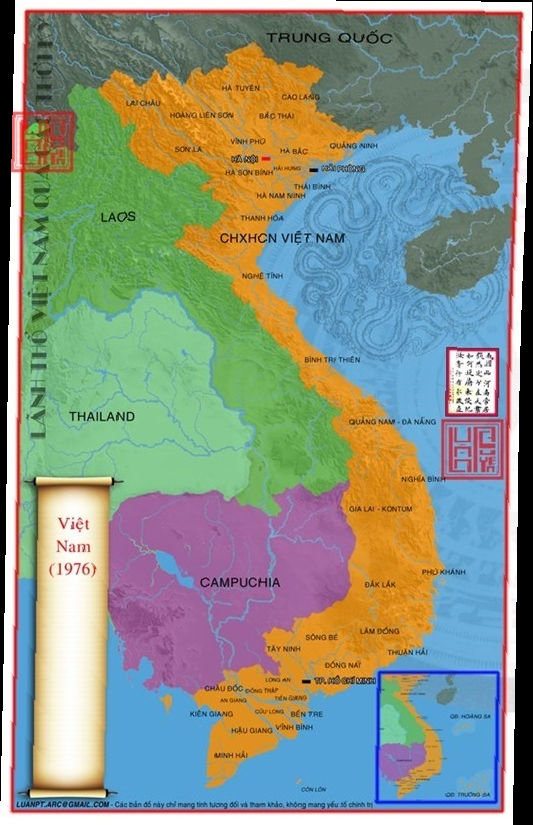 TRUNG QUỐC
HÀ TUYÊN
CAO LẠNG
LAI CHÂU
HOÀNG LIÊN SƠN
BẮC THÁI
VĨNH PHÚ
HÀ BẮC
QUẢNG NINH
SƠN LA
HÀ NỘI
HẢI HƯNG
HẢI PHÒNG
HÀ SƠN BÌNH
THÁI BÌNH
HÀ NAM NINH
LAOS
THANH HÓA
CHXHCN VIỆT NAM
NGHỆ TĨNH
LÃNH THỔ VIỆT NAM QUA
BÌNH TRỊ THIÊN
THAILAND
QUẢNG NAM - ĐÀ NẴNG
NGHĨA BÌNH
GIA LAI - KONTUM
Việt
Nam
(1976)
CAMPUCHIA
PHÚ KHÁNH
ĐẮK LẮK
SÔNG BÉ
LÂM ĐỒNG
TÂY NINH
THUẬN HẢI
ĐỒNG NAI
LONG AN
TP. HỒ CHÍ MINH
CHÂU ĐỐC
ĐỒNG THÁP
AN GIANG
TIỀN GIANG
KIÊN GIANG
CỬU LONG
BẾN TRE
HẬU GIANG
VĨNH BÌNH
MINH HẢI
CÔN LÔN
QĐ. HOÀNG SA
QĐ. TRƯỜNG SA
LUANPT.ARC@GMAIL.COM - Các bản đồ này chỉ mang tính tương đối và tham khảo, không mang yếu tố chính trị